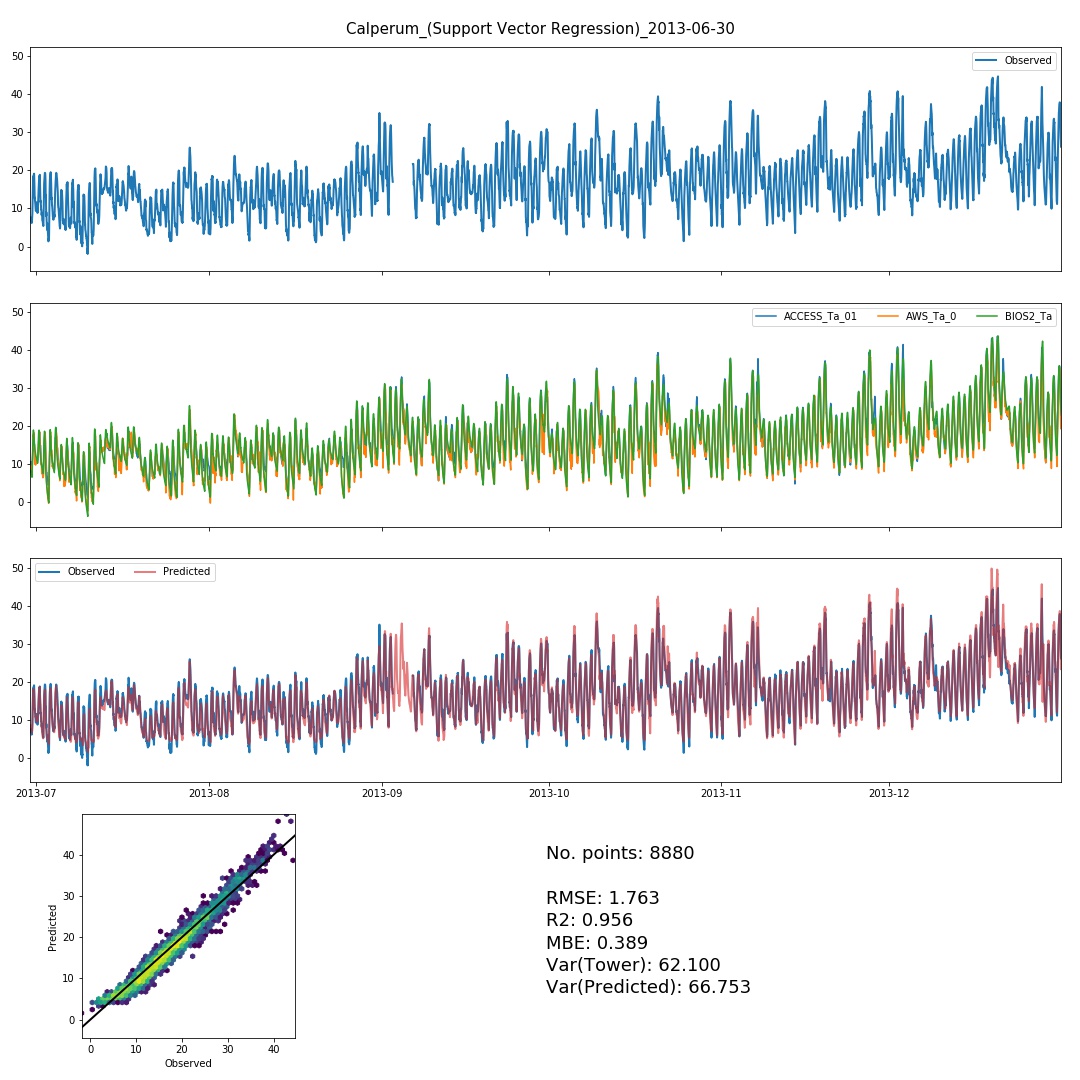 Calperum_(Support Vector Regression)_2013-06-30
50
40
30
20
10
0
Observed
50
40
30
20
10
0
ACCESS_Ta_01 AWS_Ta_0 BIOS2_Ta
50
40
30
20
10
0
Observed Predicted
2013-07 2013-08 2013-09 2013-10 2013-11 2013-12
40
30
20
10
0
Predicted
0 10 20 30 40
Observed
No. points: 8880
RMSE: 1.763
R2: 0.956
MBE: 0.389
Var(Tower): 62.100
Var(Predicted): 66.753